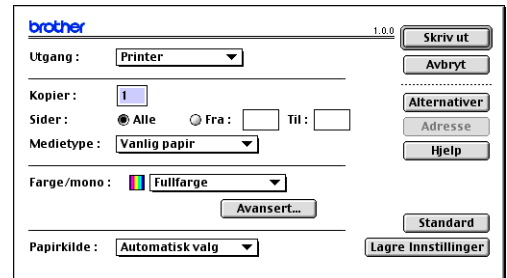 brother
1.0.0
Skriv ut
Utgang : Printer
Avbryt
Kopier : 1
Alternativer
Sider : Alle Fra : Til :
Adresse
Medietype : Vanlig papir
Hjelp
Farge/mono : Fullfarge
Avansert...
Standard
Papirkilde : Automatisk valg
Lagre Innstillinger